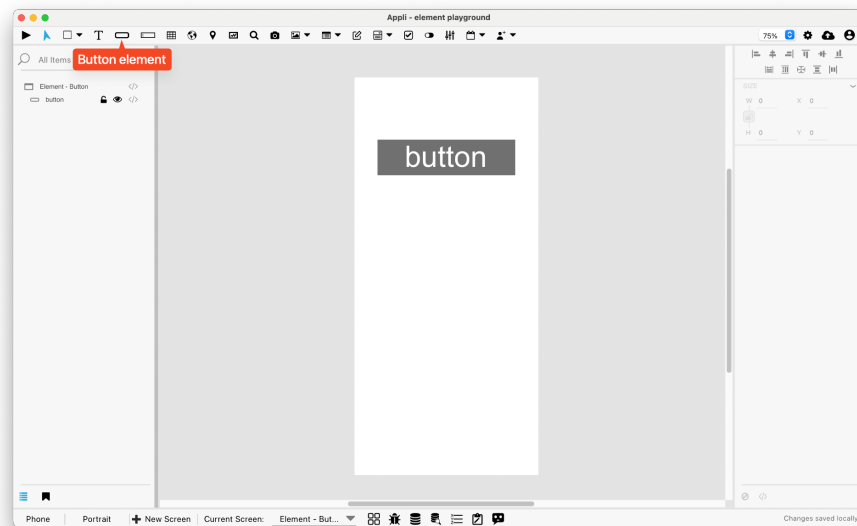 Appli - element playground
T
75%
All Items
Button element
Element - Button </>
button </>
button
SIZE
W 0 X 0
H 0 Y 0
</>
Phone Portrait New Screen Current Screen: Element - But... Changes saved locally